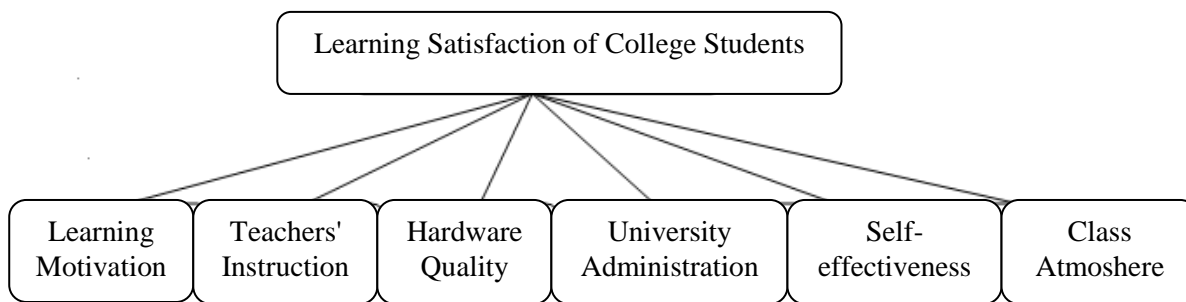 Learning Satisfaction of College Students
Learning
Motivation
Teachers'
Instruction
Hardware
Quality
University
Administration
Self-
effectiveness
Class
Atmoshere